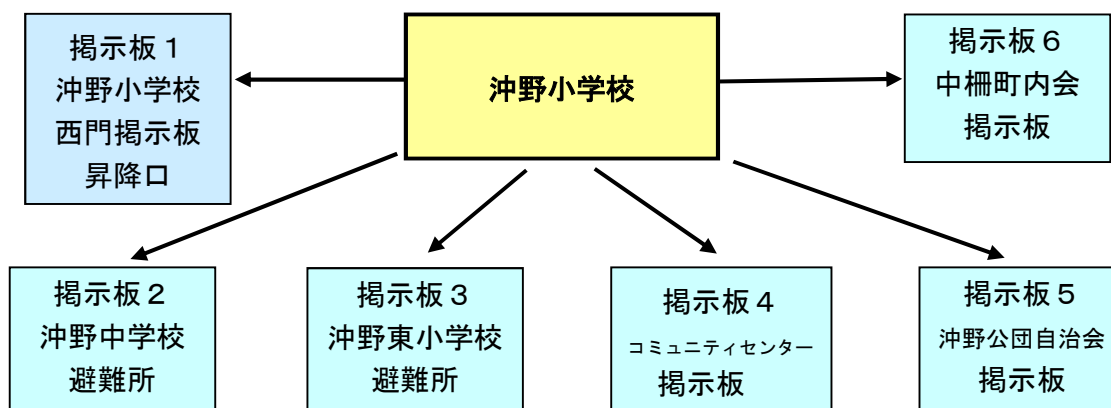 掲示板１
沖野小学校
西門掲示板
昇降口
沖野小学校
掲示板６
中柵町内会
掲示板
掲示板２
沖野中学校
避難所
掲示板３
沖野東小学校
避難所
掲示板４
コミュニティセンター
掲示板
掲示板５
沖野公団自治会
掲示板